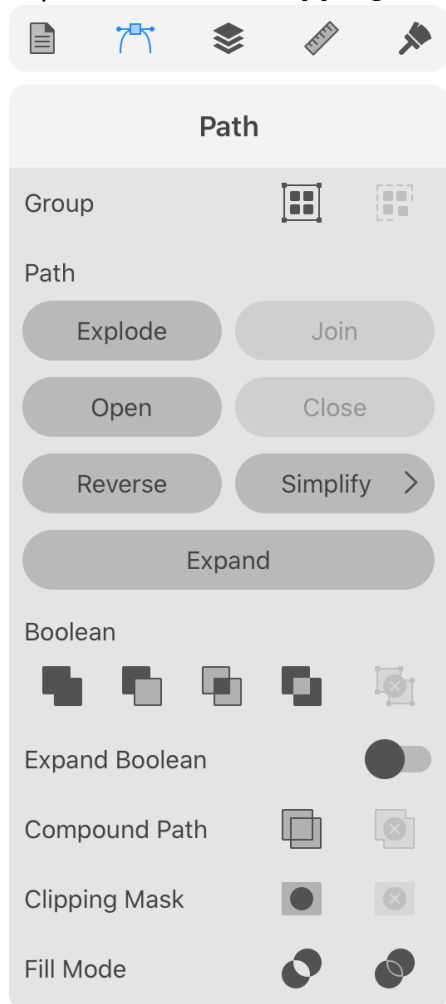 Path
Group
Path
Explode
Join
Open
Close
Reverse
Simplify
Expand
Boolean
Expand Boolean
Compound Path
Clipping Mask
Fill Mode